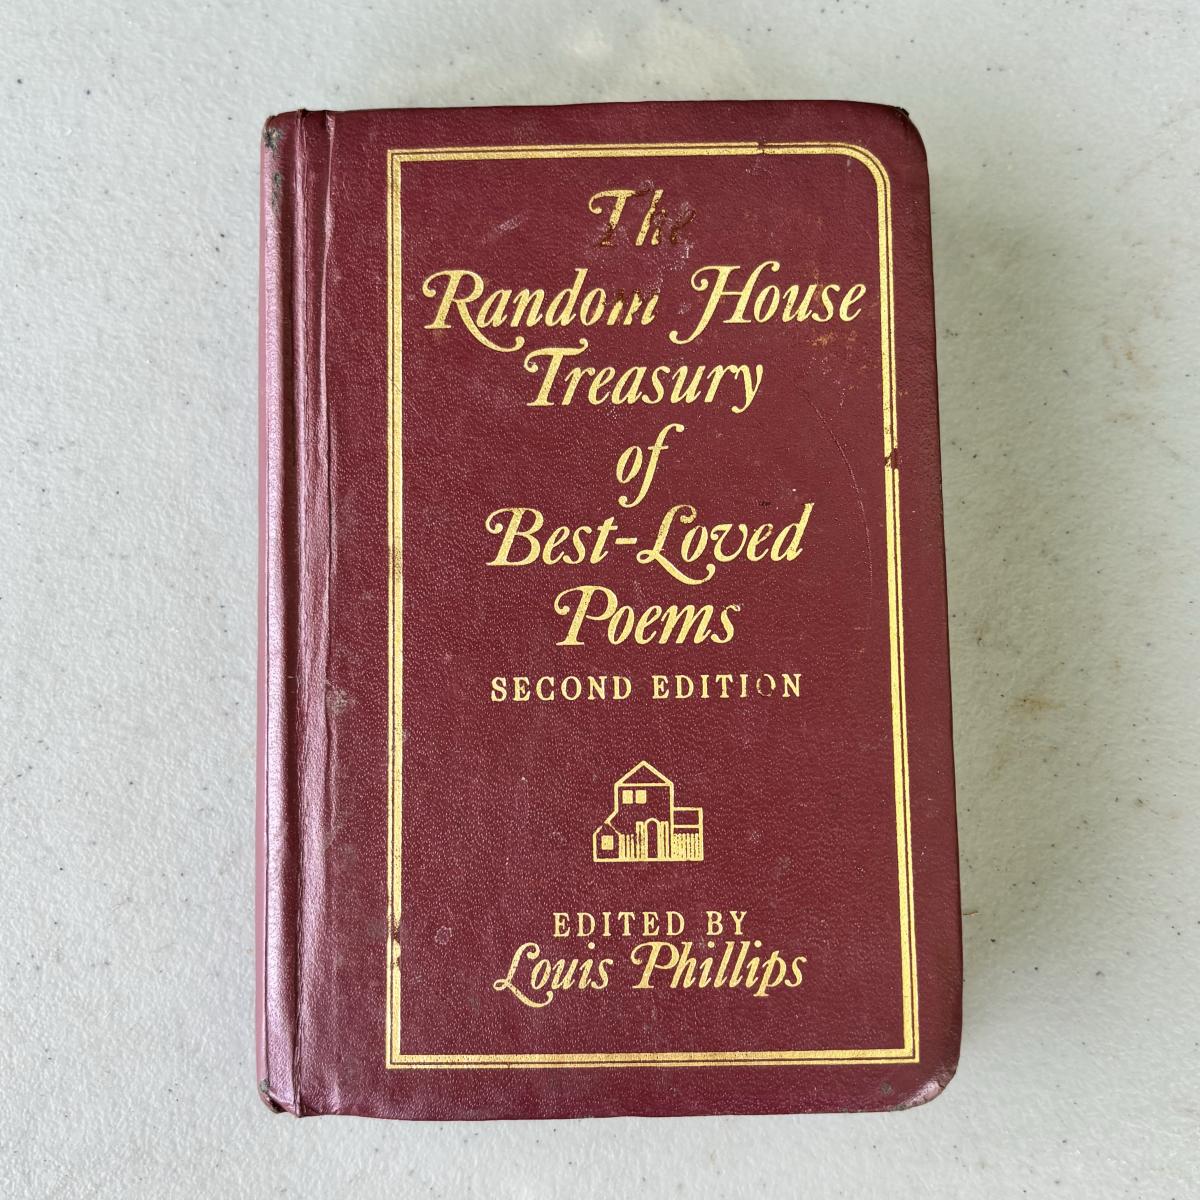 The
Random House
Treasury
of
Best-Loved
Poems
SECOND EDITION
EDITED BY
Louis Phillips